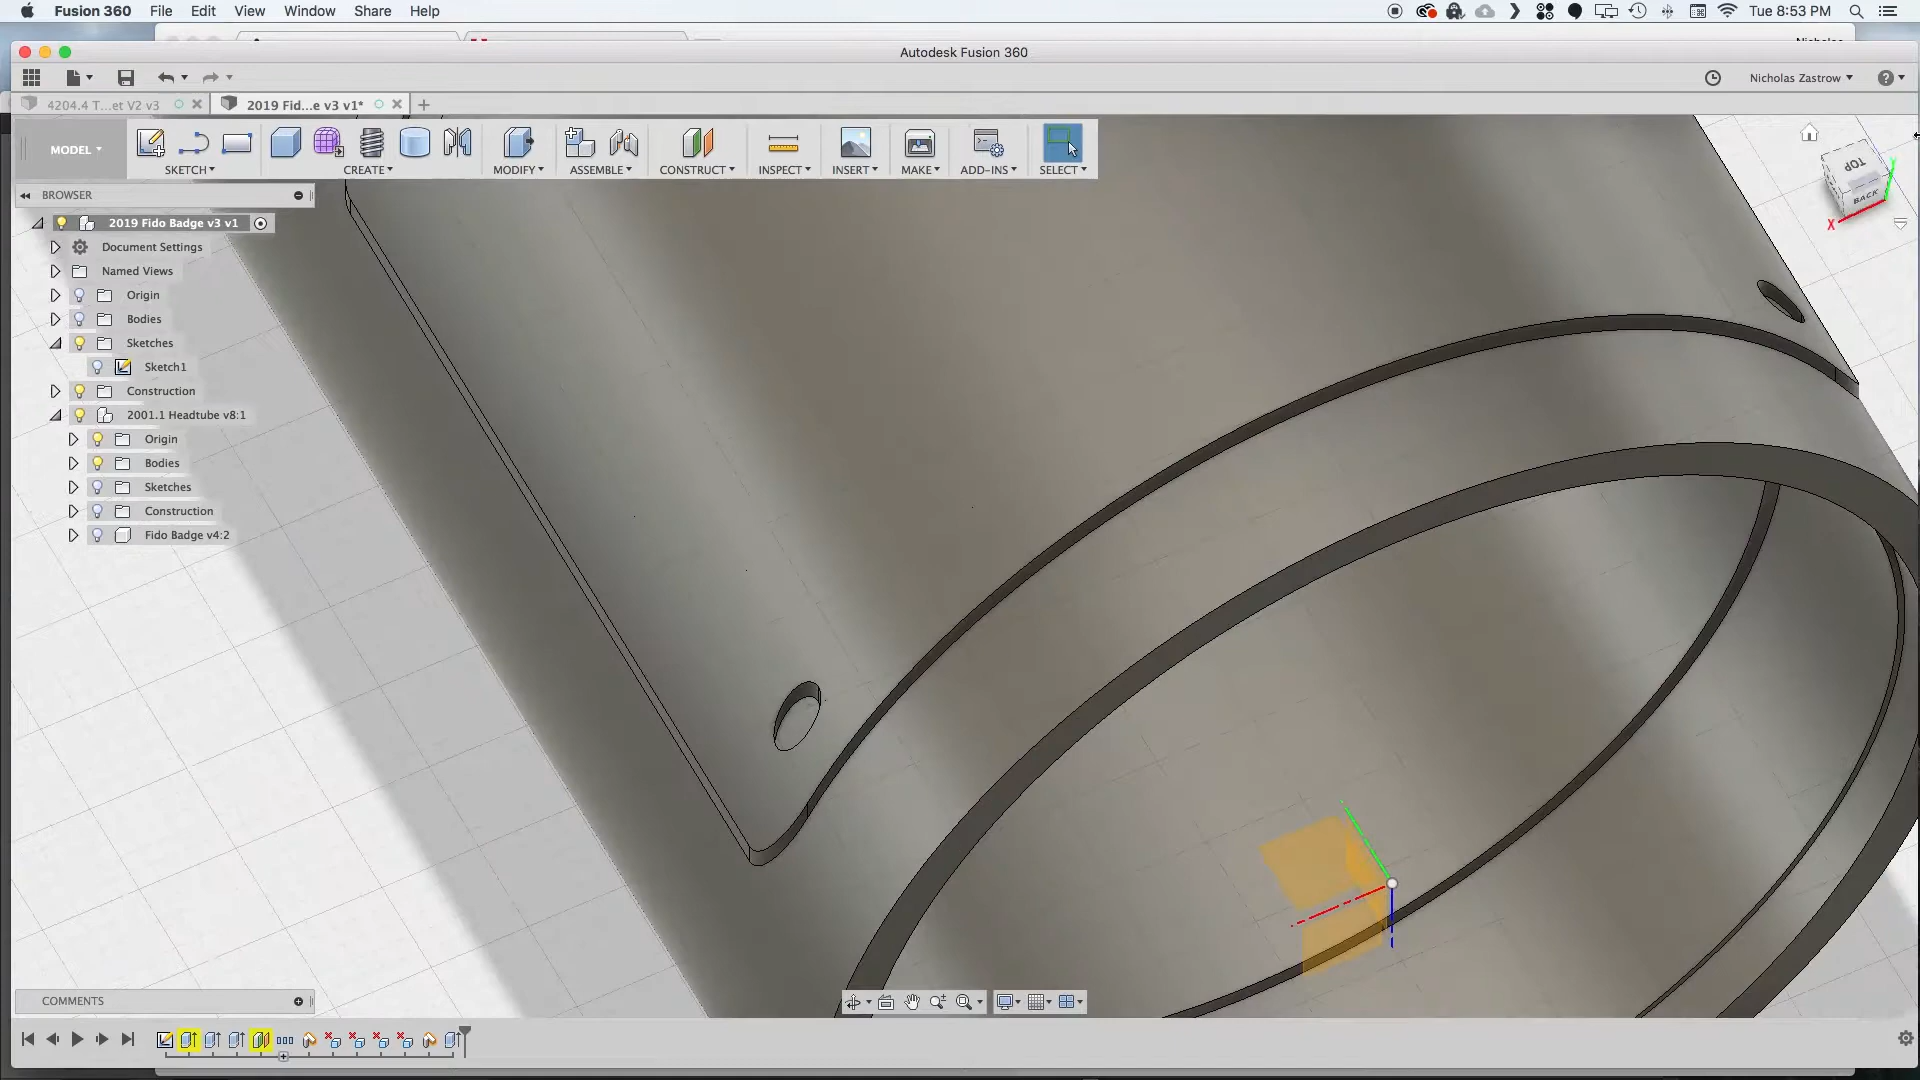 Fusion 360 File Edit View Window Share Help
Tue 8:53 PM
Autodesk Fusion 360
Nicholas Zastrow
4204.4 T...et V2 v3
2019 Fid...e v3 v1*
MODEL
SKETCH
CREATE
MODIFY
ASSEMBLE
CONSTRUCT
INSPECT
INSERT
MAKE
ADD-INS
SELECT
TOP
BACK
X
Y
BROWSER
2019 Fido Badge v3 v1
Document Settings
Named Views
Origin
Bodies
Sketches
Sketch1
Construction
2001.1 Headtube v8:1
Origin
Bodies
Sketches
Construction
Fido Badge v4:2
COMMENTS